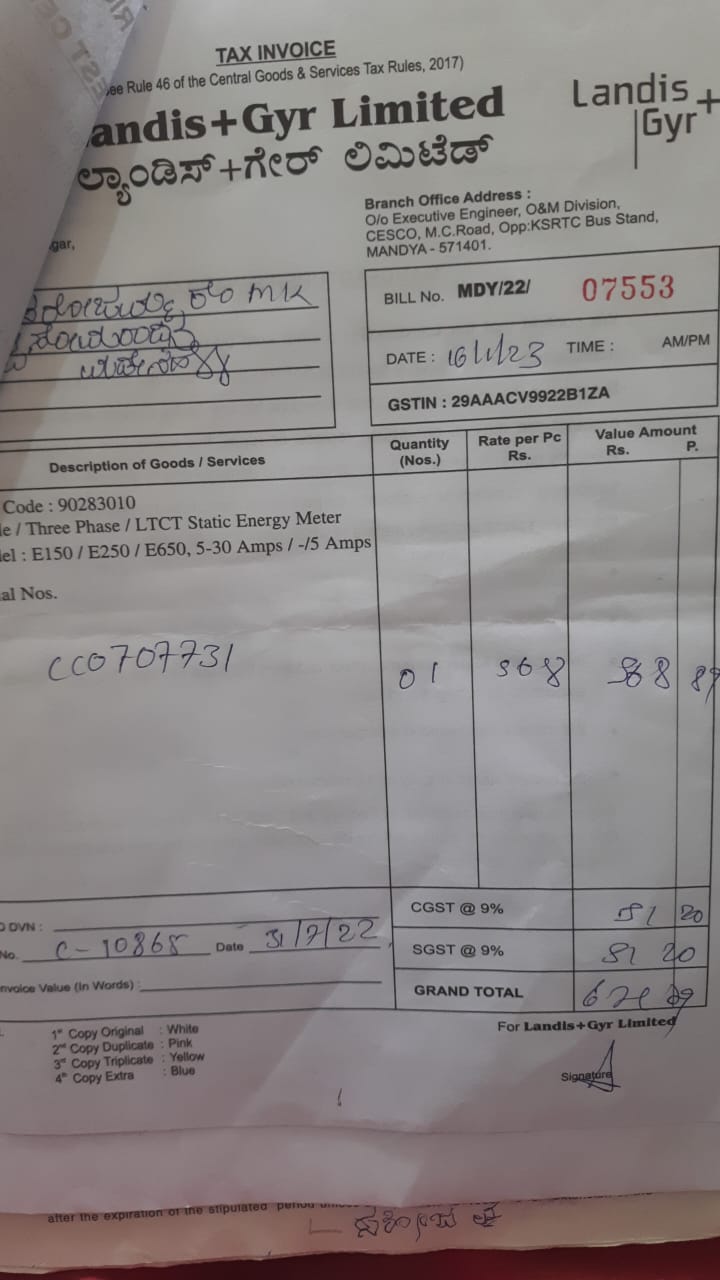 TAX INVOICE
ee Rule 46 of the Central Goods & Services Tax Rules, 2017)
andis+Gyr Limited
ಲ್ಯಾಂಡಿಸ್+ಗೇರ್ ಲಿಮಿಟೆಡ್
Landis+
Gyr
gar,
Branch Office Address :
O/o Executive Engineer, O&M Division,
CESCO, M.C.Road, Opp:KSRTC Bus Stand,
MANDYA - 571401.
MK
BILL No. MDY/22/ 07553
DATE : 16/1/23 TIME : AM/PM
GSTIN : 29AAACV9922B1ZA
Description of Goods / Services
Quantity (Nos.)
Rate per Pc Rs.
Value Amount Rs. P.
Code : 90283010
le / Three Phase / LTCT Static Energy Meter
el : E150 / E250 / E650, 5-30 Amps / -/5 Amps
al Nos.
CC0707731 01 568 568 89
CGST @ 9% 51 20
SGST @ 9% 51 20
GRAND TOTAL
DVN :
No. C-10865 Date 31/7/22
nvoice Value (In Words) :
For Landis+Gyr Limited
1st Copy Original : White
2nd Copy Duplicate : Pink
3rd Copy Triplicate : Yellow
4th Copy Extra : Blue
Signature
after the expiration of the stipulated period